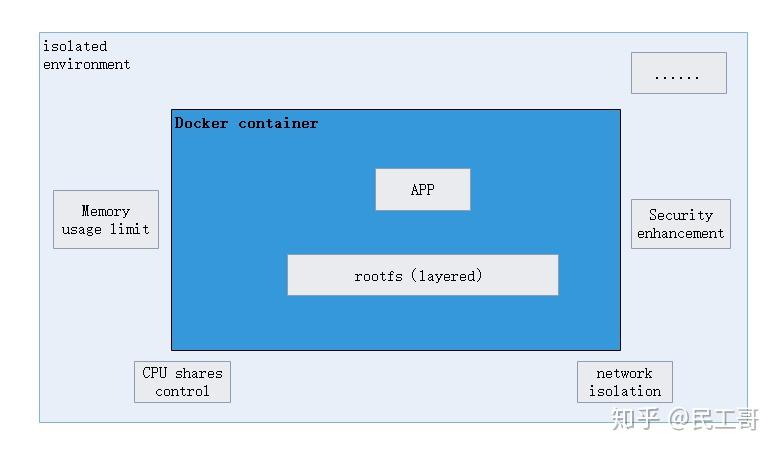 isolated
environment
......
Docker container
APP
Memory
usage limit
Security
enhancement
rootfs（layered）
CPU shares
control
network
isolation
知乎 @民工哥